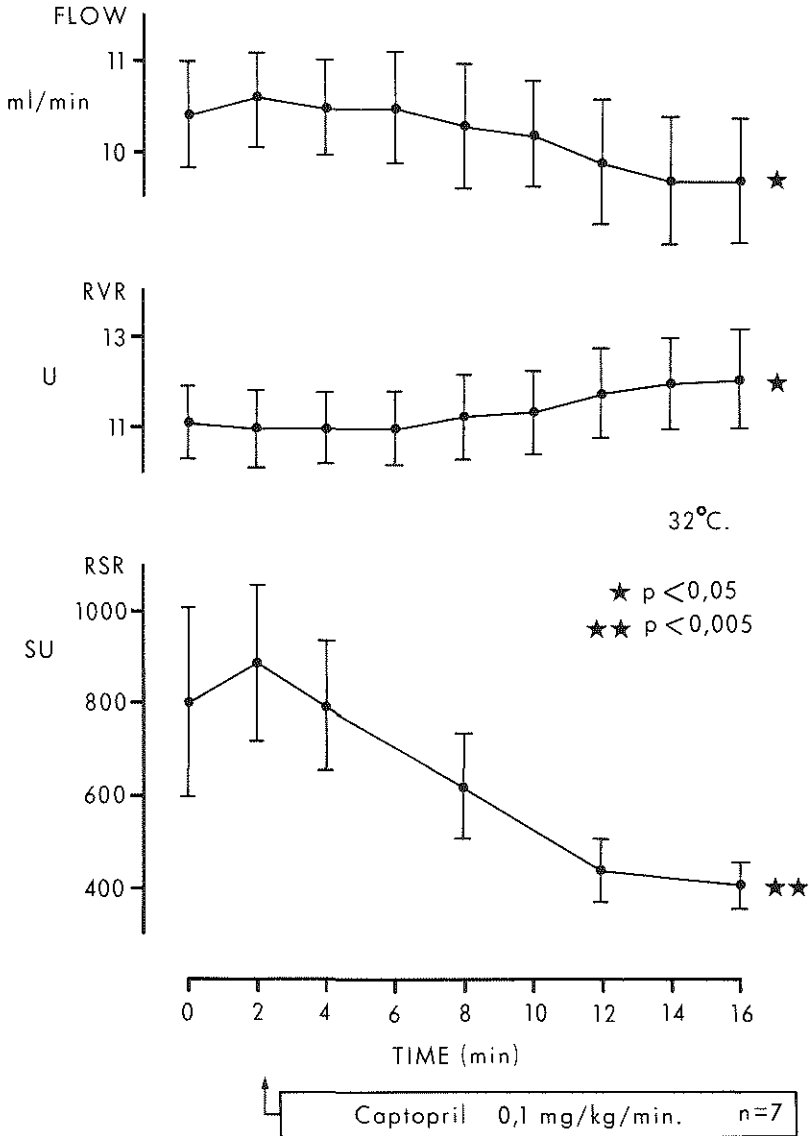 FLOW
11
ml/min
10
★
RVR
13
U
11
★
32°C.
RSR
★ p <0,05
1000
★★ p <0,005
SU
800
600
400
★★
0 2 4 6 8 10 12 14 16
TIME (min)
Captopril 0,1 mg/kg/min. n=7